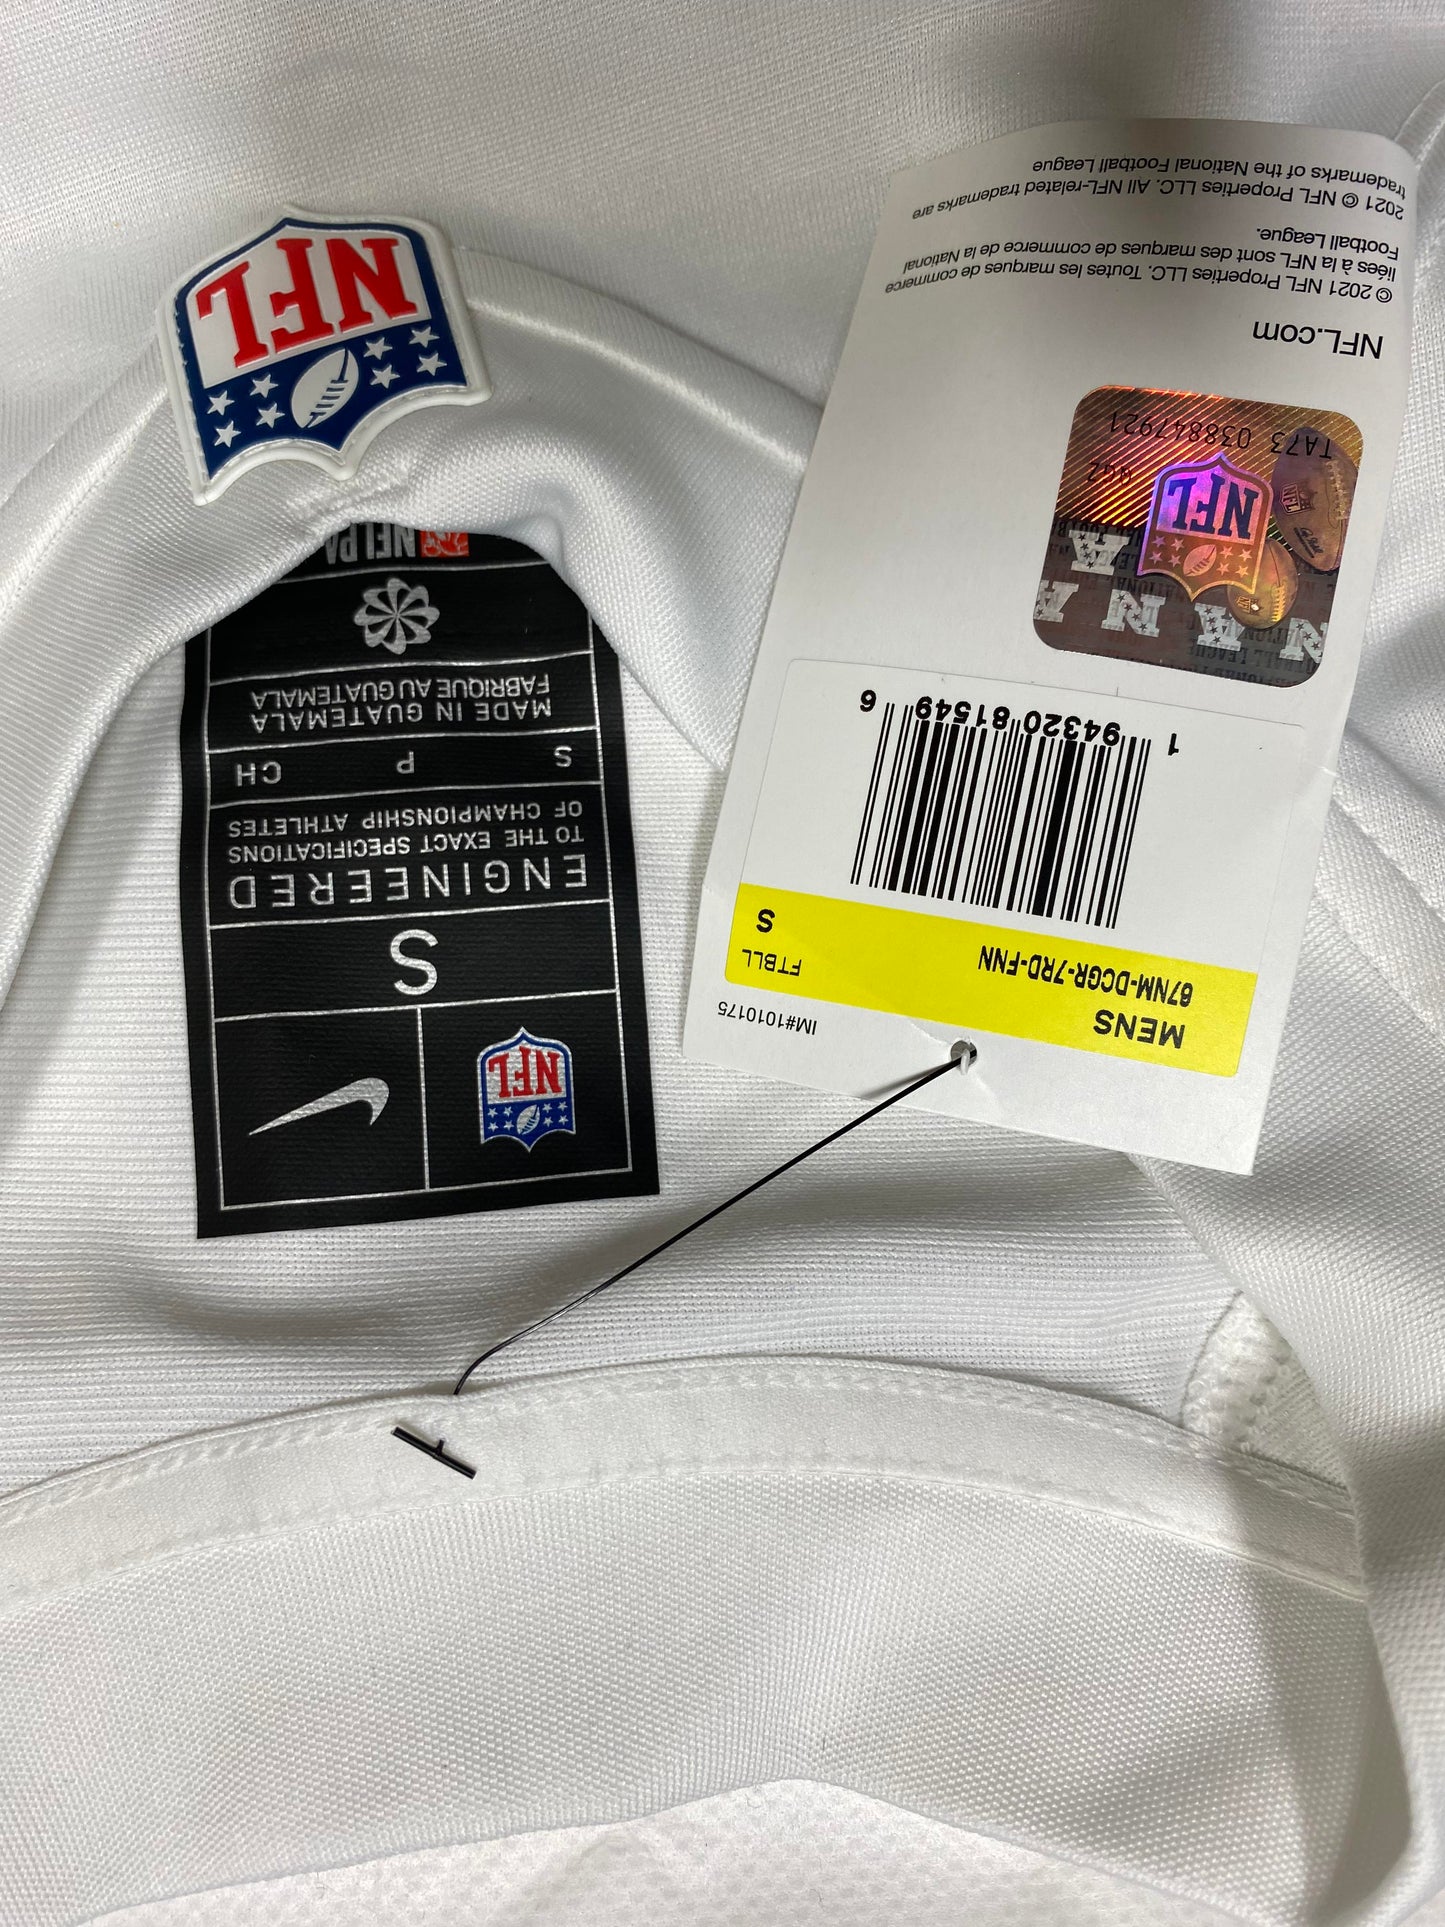 NFL
NFLPA
MADE IN GUATEMALA
FABRIQUE AU GUATEMALA
S P CH
ENGINEERED
TO THE EXACT SPECIFICATIONS
OF CHAMPIONSHIP ATHLETES
S
NFL
IM#1010175
MENS
67NM-DCGR-7RD-FNN
FTBLL
S
1 94320 81549 6
NFL
TA73 038847921
NFL.com
© 2021 NFL Properties LLC. Toutes les marques de commerce
liées à la NFL sont des marques de commerce de la National
Football League.
2021 © NFL Properties LLC. All NFL-related trademarks are
trademarks of the National Football League